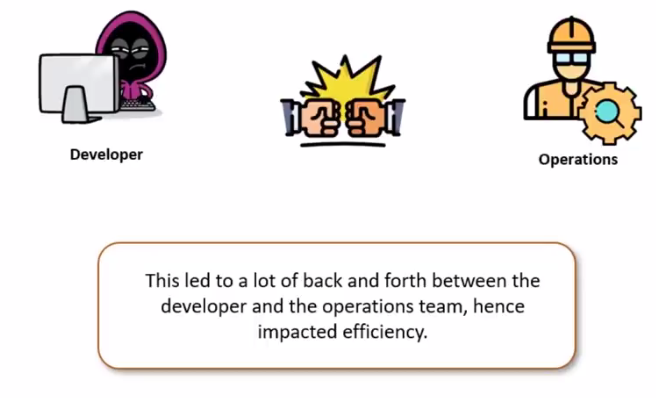 Developer
Operations
This led to a lot of back and forth between the
developer and the operations team, hence
impacted efficiency.